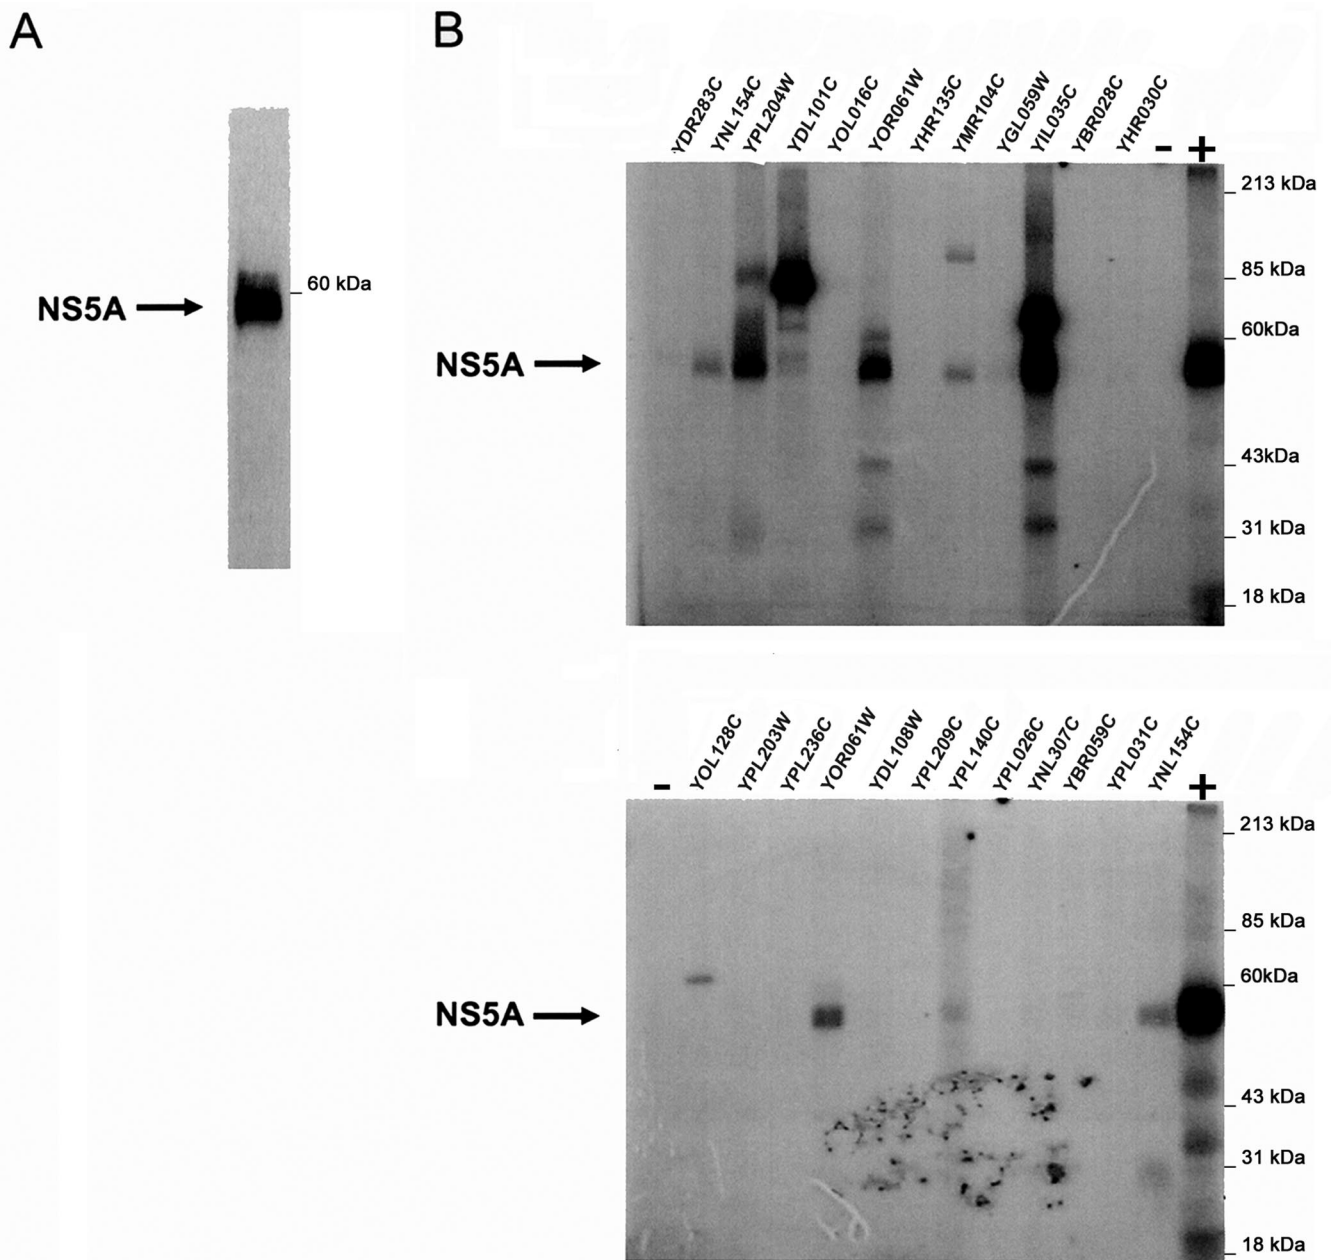 A
B
NS5A
60 kDa
YDR283C
YNL154C
YPL204W
YDL101C
YOL016C
YOR061W
YHR135C
YMR104C
YGL059W
YIL035C
YBR028C
YHR030C
-
+
213 kDa
85 kDa
60kDa
NS5A
43kDa
31 kDa
18 kDa
-
YOL128C
YPL203W
YPL236C
YOR061W
YDL108W
YPL209C
YPL140C
YPL026C
YNL307C
YBR059C
YPL031C
YNL154C
+
213 kDa
85 kDa
60kDa
NS5A
43 kDa
31 kDa
18 kDa